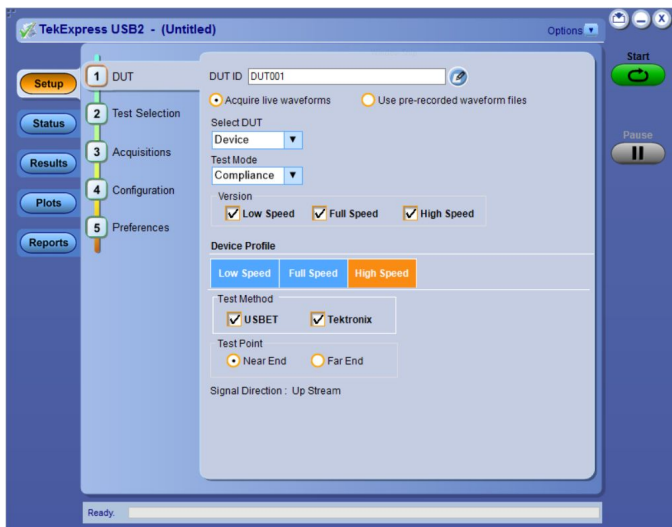 TekExpress USB2 - (Untitled)
Options
Start
Pause
Setup
Status
Results
Plots
Reports
1 DUT
2 Test Selection
3 Acquisitions
4 Configuration
5 Preferences
DUT ID DUT001
Acquire live waveforms Use pre-recorded waveform files
Select DUT
Device
Test Mode
Compliance
Version
Low Speed Full Speed High Speed
Device Profile
Low Speed Full Speed High Speed
Test Method
USBET Tektronix
Test Point
Near End Far End
Signal Direction : Up Stream
Ready.